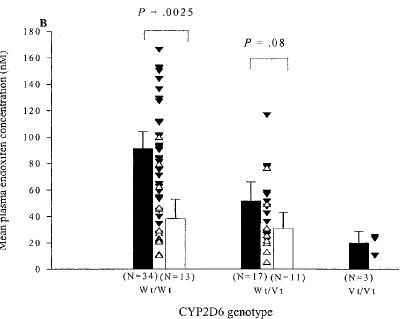 B
P = .0025
P = .08
Mean plasma endoxifen concentration (nM)
180
160
140
120
100
80
60
40
20
0
(N=34) (N=13) (N=17) (N=11) (N=3)
Wt/Wt Wt/Vt Vt/Vt
CYP2D6 genotype